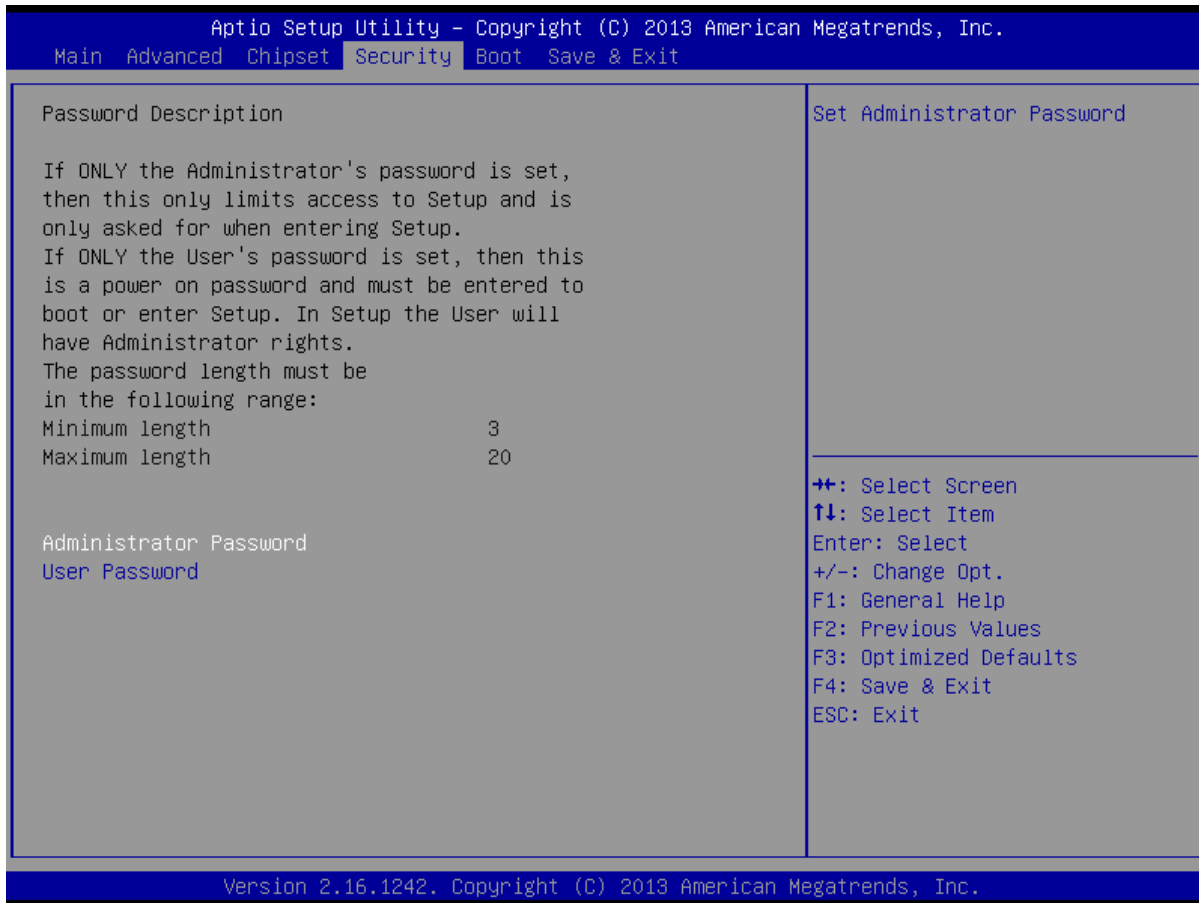 Aptio Setup Utility – Copyright (C) 2013 American Megatrends, Inc.
Main Advanced Chipset Security Boot Save & Exit
Password Description
If ONLY the Administrator's password is set,
then this only limits access to Setup and is
only asked for when entering Setup.
If ONLY the User's password is set, then this
is a power on password and must be entered to
boot or enter Setup. In Setup the User will
have Administrator rights.
The password length must be
in the following range:
Minimum length 3
Maximum length 20
Administrator Password
User Password
Set Administrator Password
→←: Select Screen
↑↓: Select Item
Enter: Select
+/-: Change Opt.
F1: General Help
F2: Previous Values
F3: Optimized Defaults
F4: Save & Exit
ESC: Exit
Version 2.16.1242. Copyright (C) 2013 American Megatrends, Inc.